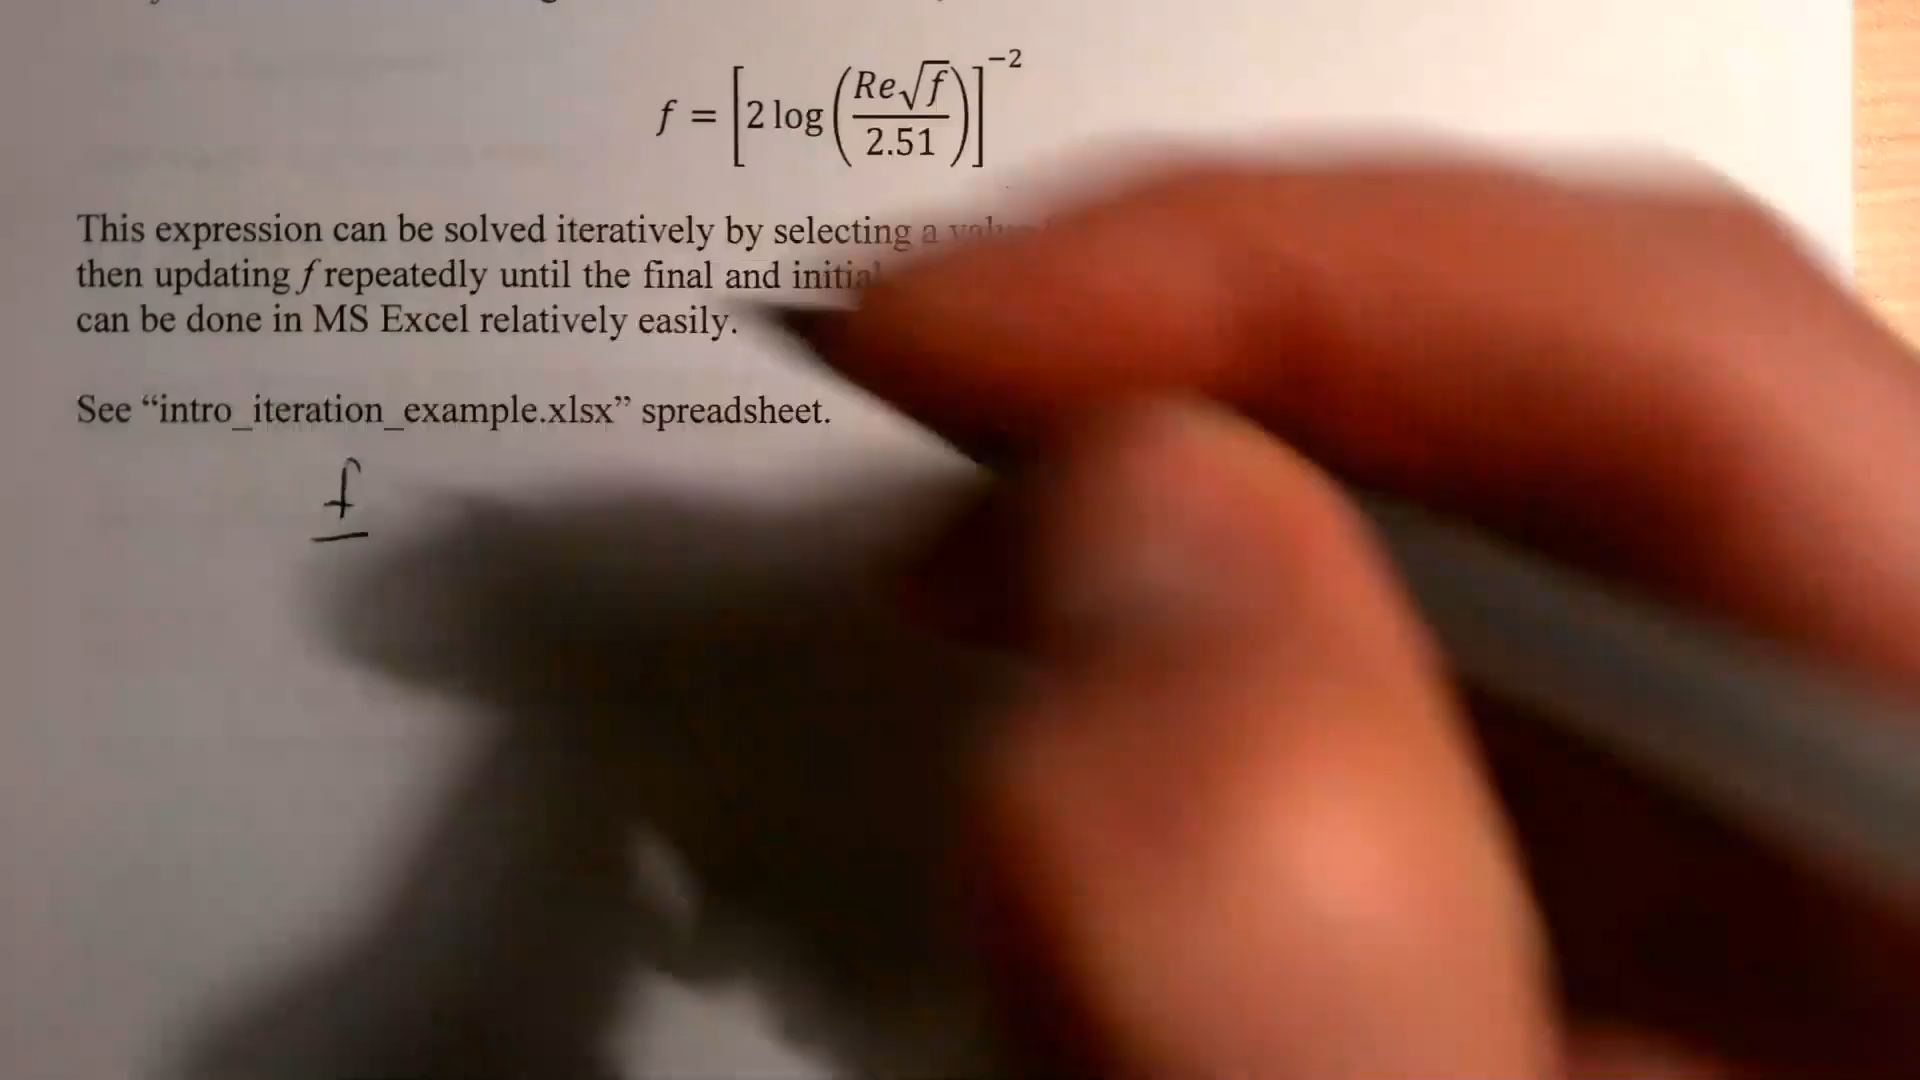 f = [2 log (Re√f / 2.51)]^−2
This expression can be solved iteratively by selecting a
then updating f repeatedly until the final and initial
can be done in MS Excel relatively easily.
See “intro_iteration_example.xlsx” spreadsheet.
f